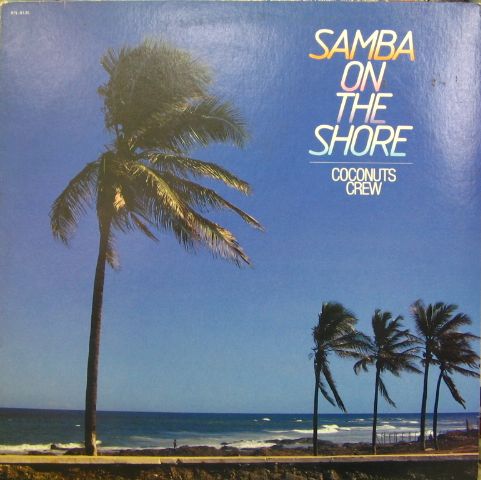 SAMBA
ON
THE
SHORE
COCONUTS
CREW